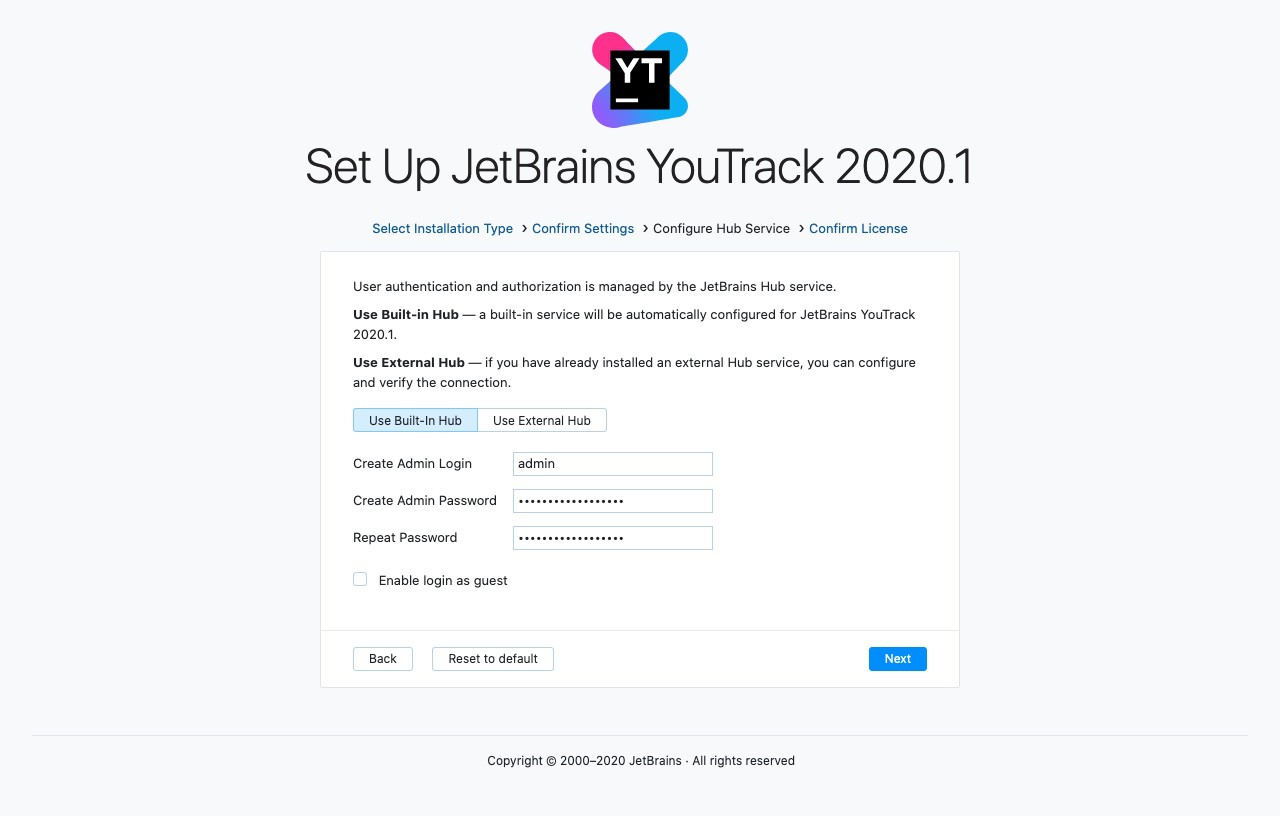 YT
Set Up JetBrains YouTrack 2020.1
Select Installation Type › Confirm Settings › Configure Hub Service › Confirm License
User authentication and authorization is managed by the JetBrains Hub service.
Use Built-in Hub — a built-in service will be automatically configured for JetBrains YouTrack
2020.1.
Use External Hub — if you have already installed an external Hub service, you can configure
and verify the connection.
Use Built-In Hub Use External Hub
Create Admin Login admin
Create Admin Password ••••••••••••••••••
Repeat Password ••••••••••••••••••
Enable login as guest
Back Reset to default Next
Copyright © 2000–2020 JetBrains · All rights reserved